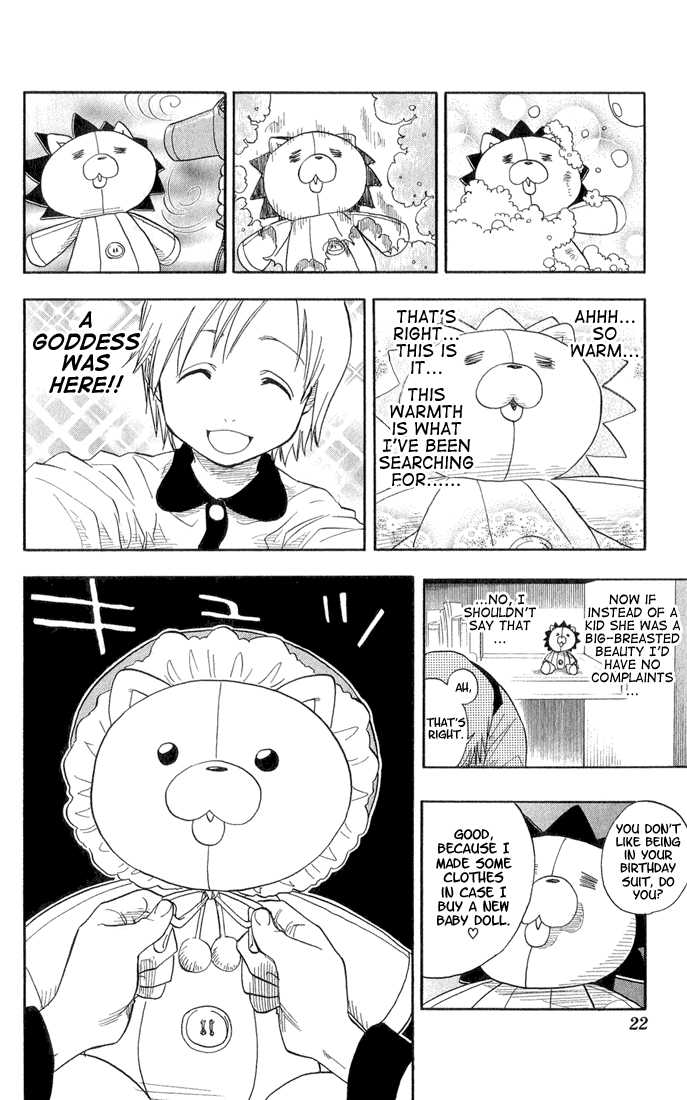 AHHH...
SO
WARM...
THAT'S
RIGHT...
THIS IS
IT...
THIS
WARMTH
IS WHAT
I'VE BEEN
SEARCHING
FOR......
A
GODDESS
WAS
HERE!!
NOW IF
INSTEAD OF A
KID SHE WAS A
BIG-BREASTED
BEAUTY I'D
HAVE NO
COMPLAINTS
...
...NO, I
SHOULDN'T
SAY THAT
...
AH,
THAT'S
RIGHT.
YOU DON'T
LIKE BEING
IN YOUR
BIRTHDAY
SUIT, DO
YOU?
GOOD,
BECAUSE I
MADE SOME
CLOTHES
IN CASE I
BUY A NEW
BABY DOLL.
♡
キュッ
22